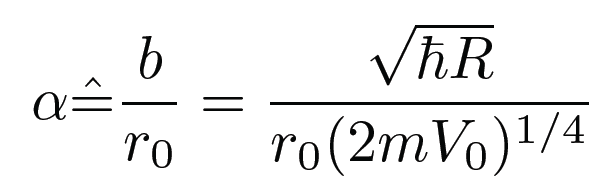 α ≙ b/r₀ = √(ħR) / r₀(2mV₀)^{1/4}